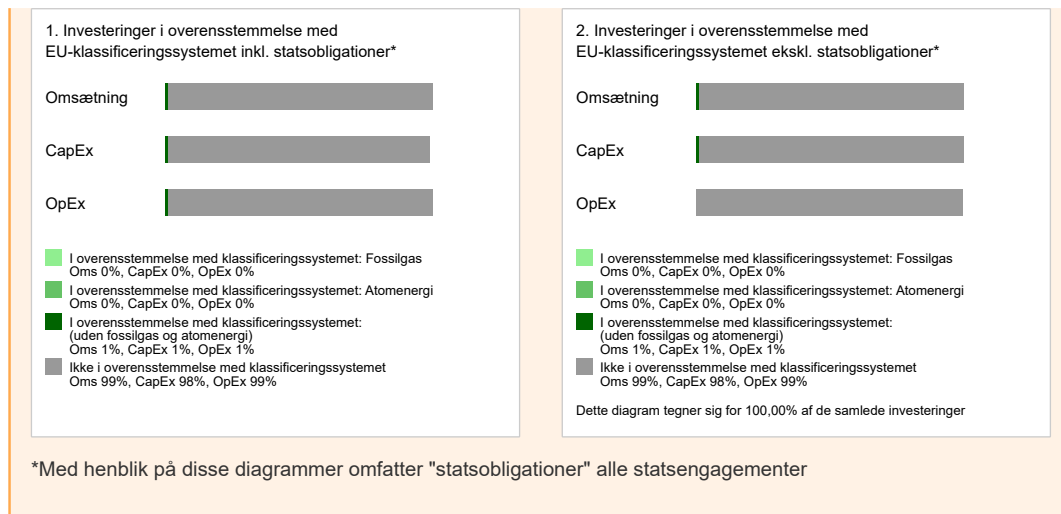 1. Investeringer i overensstemmelse med
EU-klassificeringssystemet inkl. statsobligationer*
Omsætning
CapEx
OpEx
I overensstemmelse med klassificeringssystemet: Fossilgas
Oms 0%, CapEx 0%, OpEx 0%
I overensstemmelse med klassificeringssystemet: Atomenergi
Oms 0%, CapEx 0%, OpEx 0%
I overensstemmelse med klassificeringssystemet:
(uden fossilgas og atomenergi)
Oms 1%, CapEx 1%, OpEx 1%
Ikke i overensstemmelse med klassificeringssystemet
Oms 99%, CapEx 98%, OpEx 99%
2. Investeringer i overensstemmelse med
EU-klassificeringssystemet ekskl. statsobligationer*
Omsætning
CapEx
OpEx
I overensstemmelse med klassificeringssystemet: Fossilgas
Oms 0%, CapEx 0%, OpEx 0%
I overensstemmelse med klassificeringssystemet: Atomenergi
Oms 0%, CapEx 0%, OpEx 0%
I overensstemmelse med klassificeringssystemet:
(uden fossilgas og atomenergi)
Oms 1%, CapEx 1%, OpEx 1%
Ikke i overensstemmelse med klassificeringssystemet
Oms 99%, CapEx 98%, OpEx 99%
Dette diagram tegner sig for 100,00% af de samlede investeringer
*Med henblik på disse diagrammer omfatter "statsobligationer" alle statsengagementer